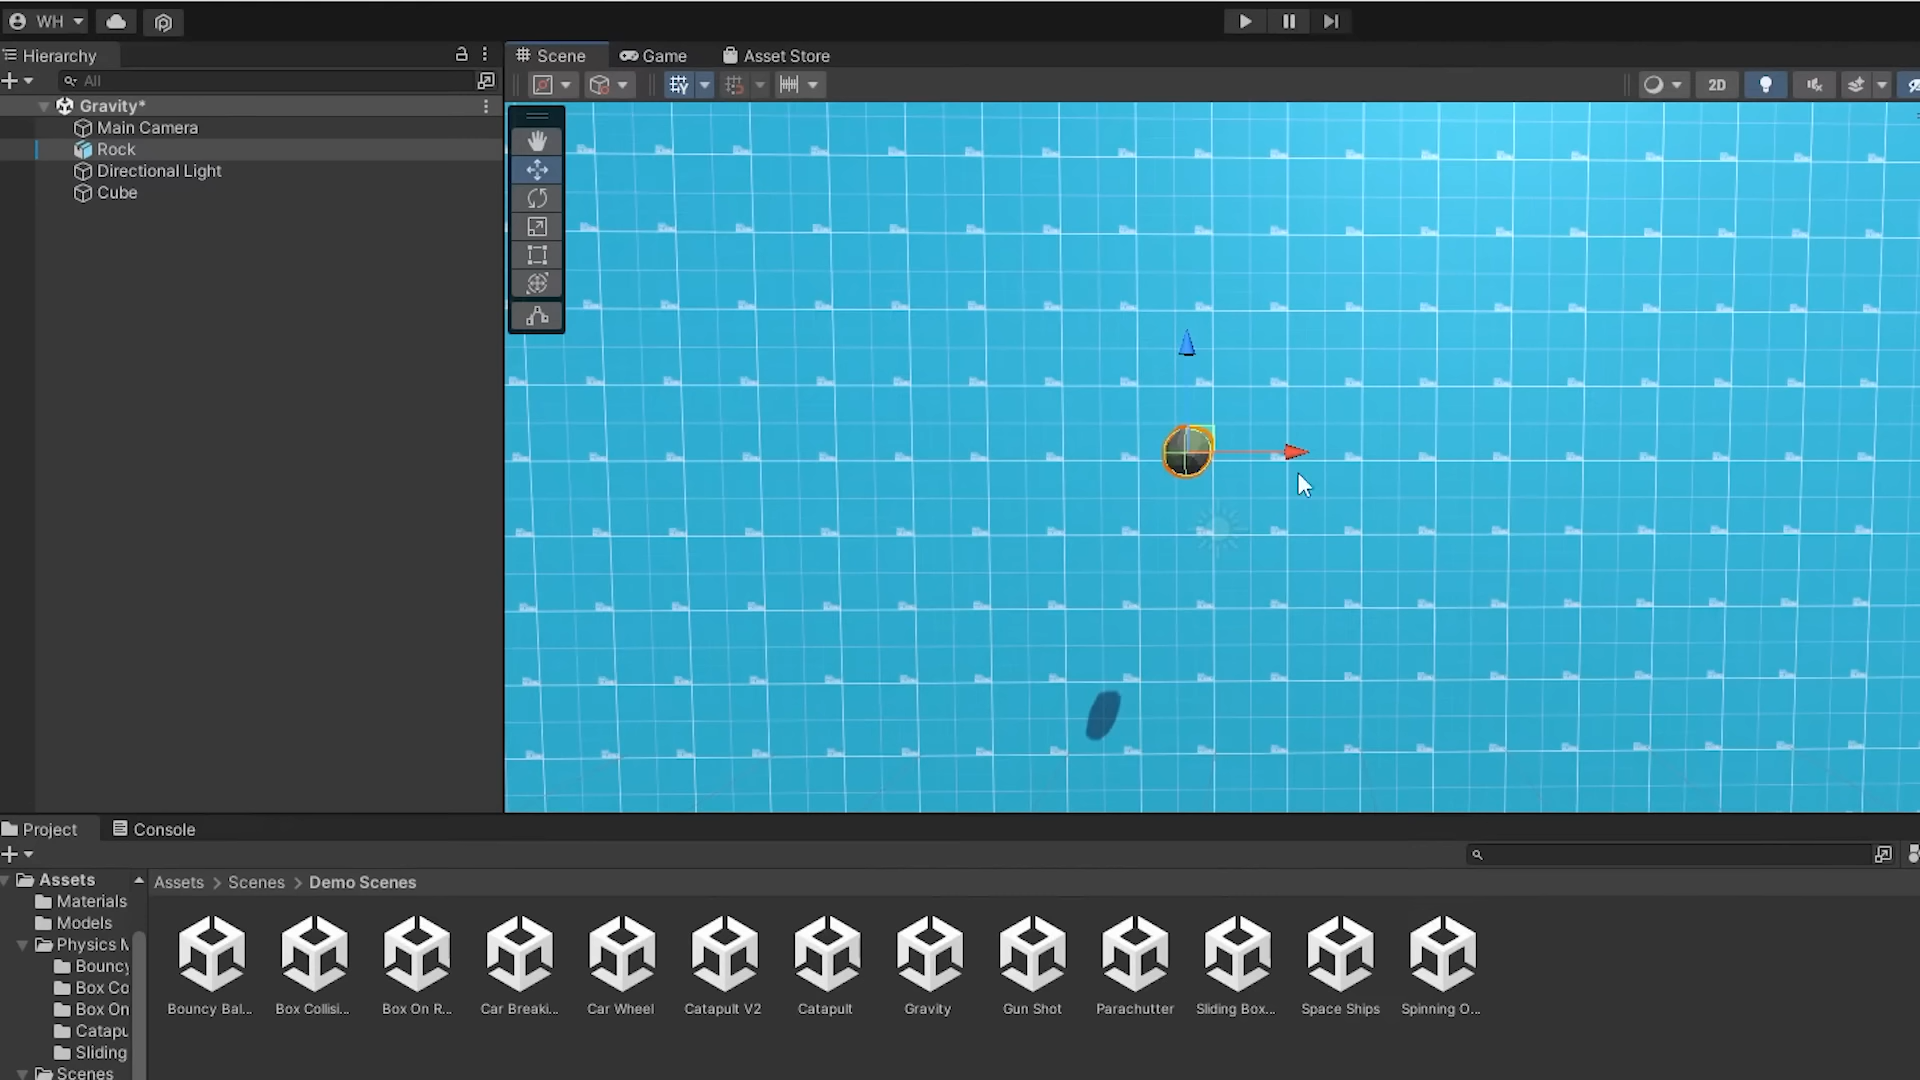 WH
Hierarchy
All
Gravity*
Main Camera
Rock
Directional Light
Cube
Scene
Game
Asset Store
2D
Project
Console
Assets
Materials
Models
Physics M
Bouncy
Box Co
Box On
Catapu
Sliding
Scenes
Assets > Scenes > Demo Scenes
Bouncy Bal...
Box Collisi...
Box On R...
Car Breaki...
Car Wheel
Catapult V2
Catapult
Gravity
Gun Shot
Parachutter
Sliding Box...
Space Ships
Spinning O...